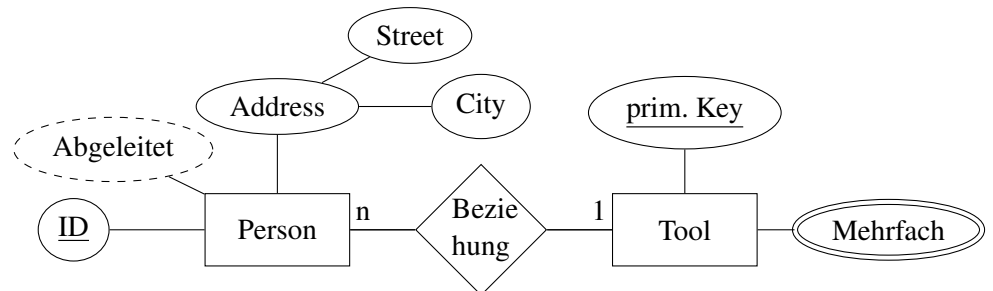 Street
Address
City
prim. Key
Abgeleitet
ID
Person
n
Bezie
hung
1
Tool
Mehrfach